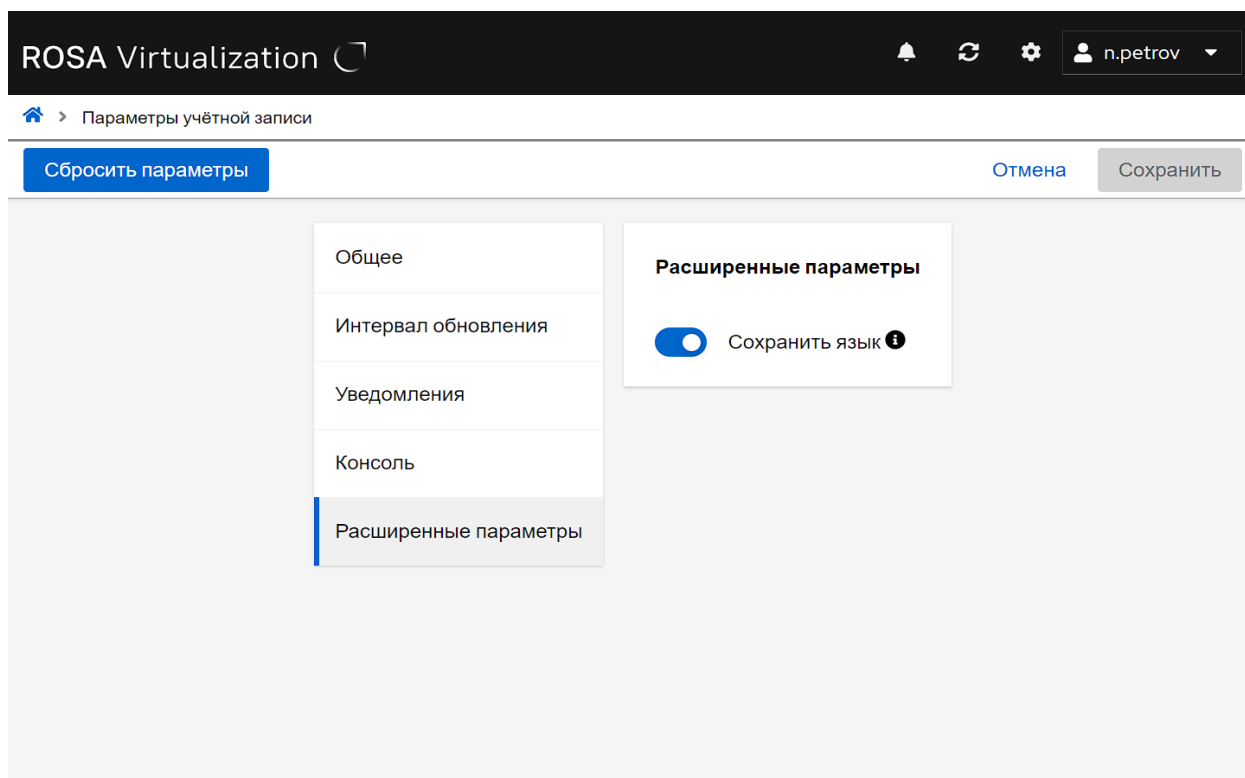 ROSA Virtualization
n.petrov
Параметры учётной записи
Сбросить параметры
Отмена
Сохранить
Общее
Интервал обновления
Уведомления
Консоль
Расширенные параметры
Расширенные параметры
Сохранить язык